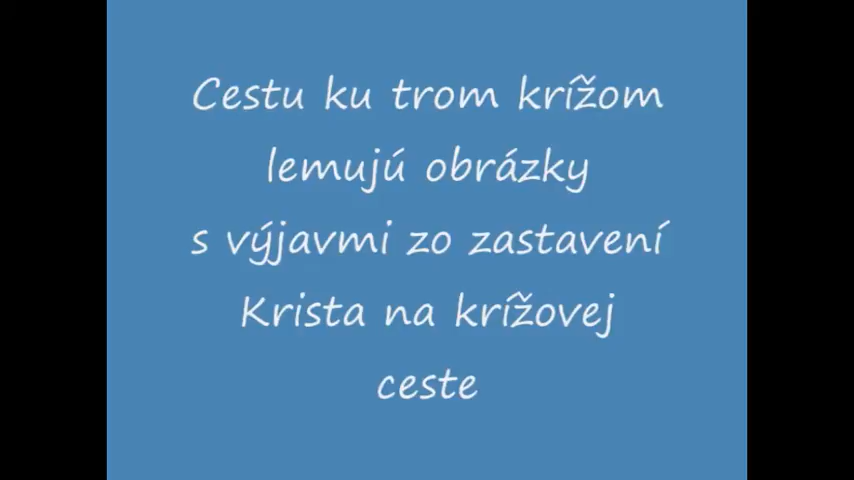 Cestu ku trom krížom
lemujú obrázky
s výjavmi zo zastavení
Krista na krížovej
ceste